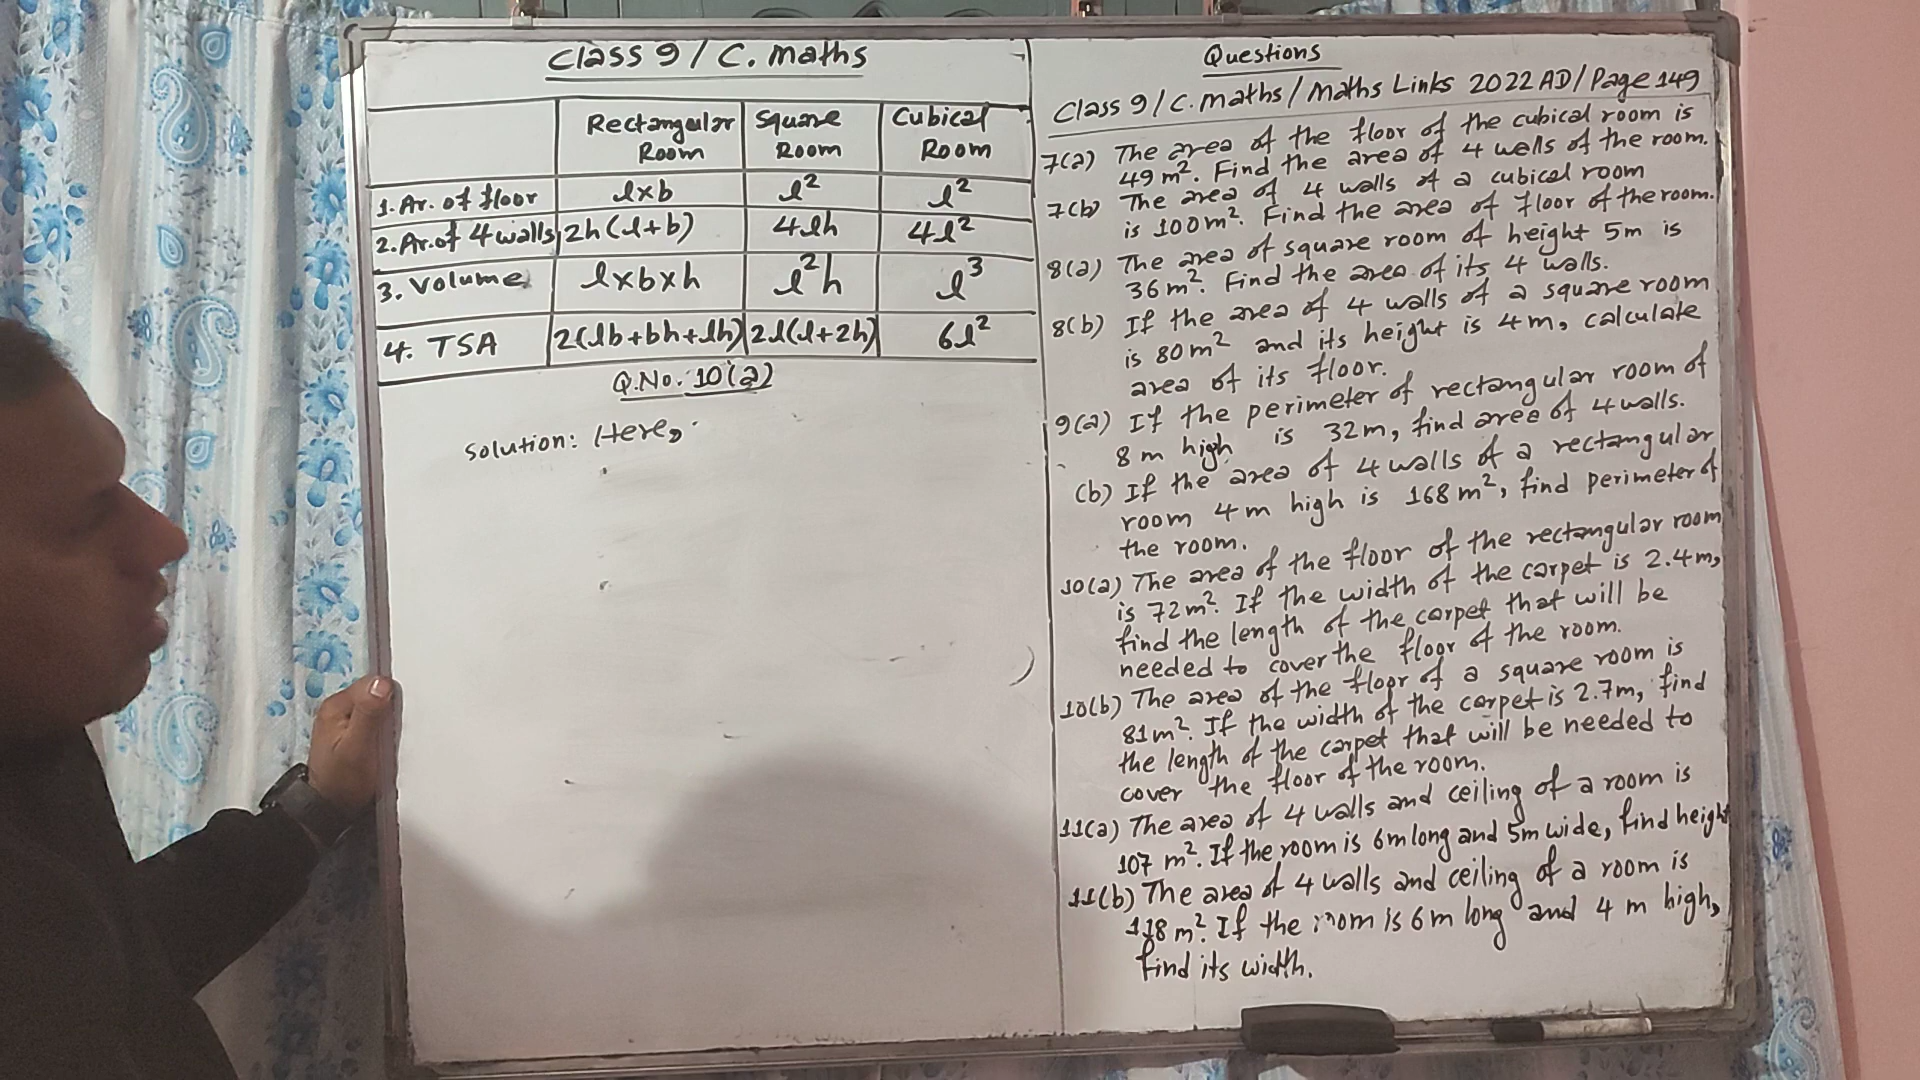 Class 9 / C. maths
Rectangular Room
Square Room
Cubical Room
1. Ar. of floor l×b l² l²
2. Ar. of 4 walls 2h(l+b) 4lh 4l²
3. Volume l×b×h l²h l³
4. TSA 2(lb+bh+lh) 2l(l+2h) 6l²
Q.No. 10(a)
Solution: Here,
Questions
Class 9 / C. maths / Maths Links 2022 AD / Page 149
7(a) The area of the floor of the cubical room is
49 m². Find the area of 4 walls of the room.
7(b) The area of 4 walls of a cubical room
is 100 m². Find the area of floor of the room.
8(a) The area of square room of height 5m is
36 m². Find the area of its 4 walls.
8(b) If the area of 4 walls of a square room
is 80 m² and its height is 4m, calculate
area of its floor.
9(a) If the perimeter of rectangular room of
8 m high is 32m, find area of 4 walls.
(b) If the area of 4 walls of a rectangular
room 4 m high is 168 m², find perimeter of
the room.
10(a) The area of the floor of the rectangular room
is 72 m². If the width of the carpet is 2.4m,
find the length of the carpet that will be
needed to cover the floor of the room.
10(b) The area of the floor of a square room is
81 m². If the width of the carpet is 2.7m, find
the length of the carpet that will be needed to
cover the floor of the room.
11(a) The area of 4 walls and ceiling of a room is
107 m². If the room is 6m long and 5m wide, find height
11(b) The area of 4 walls and ceiling of a room is
118 m². If the room is 6 m long and 4 m high,
find its width.